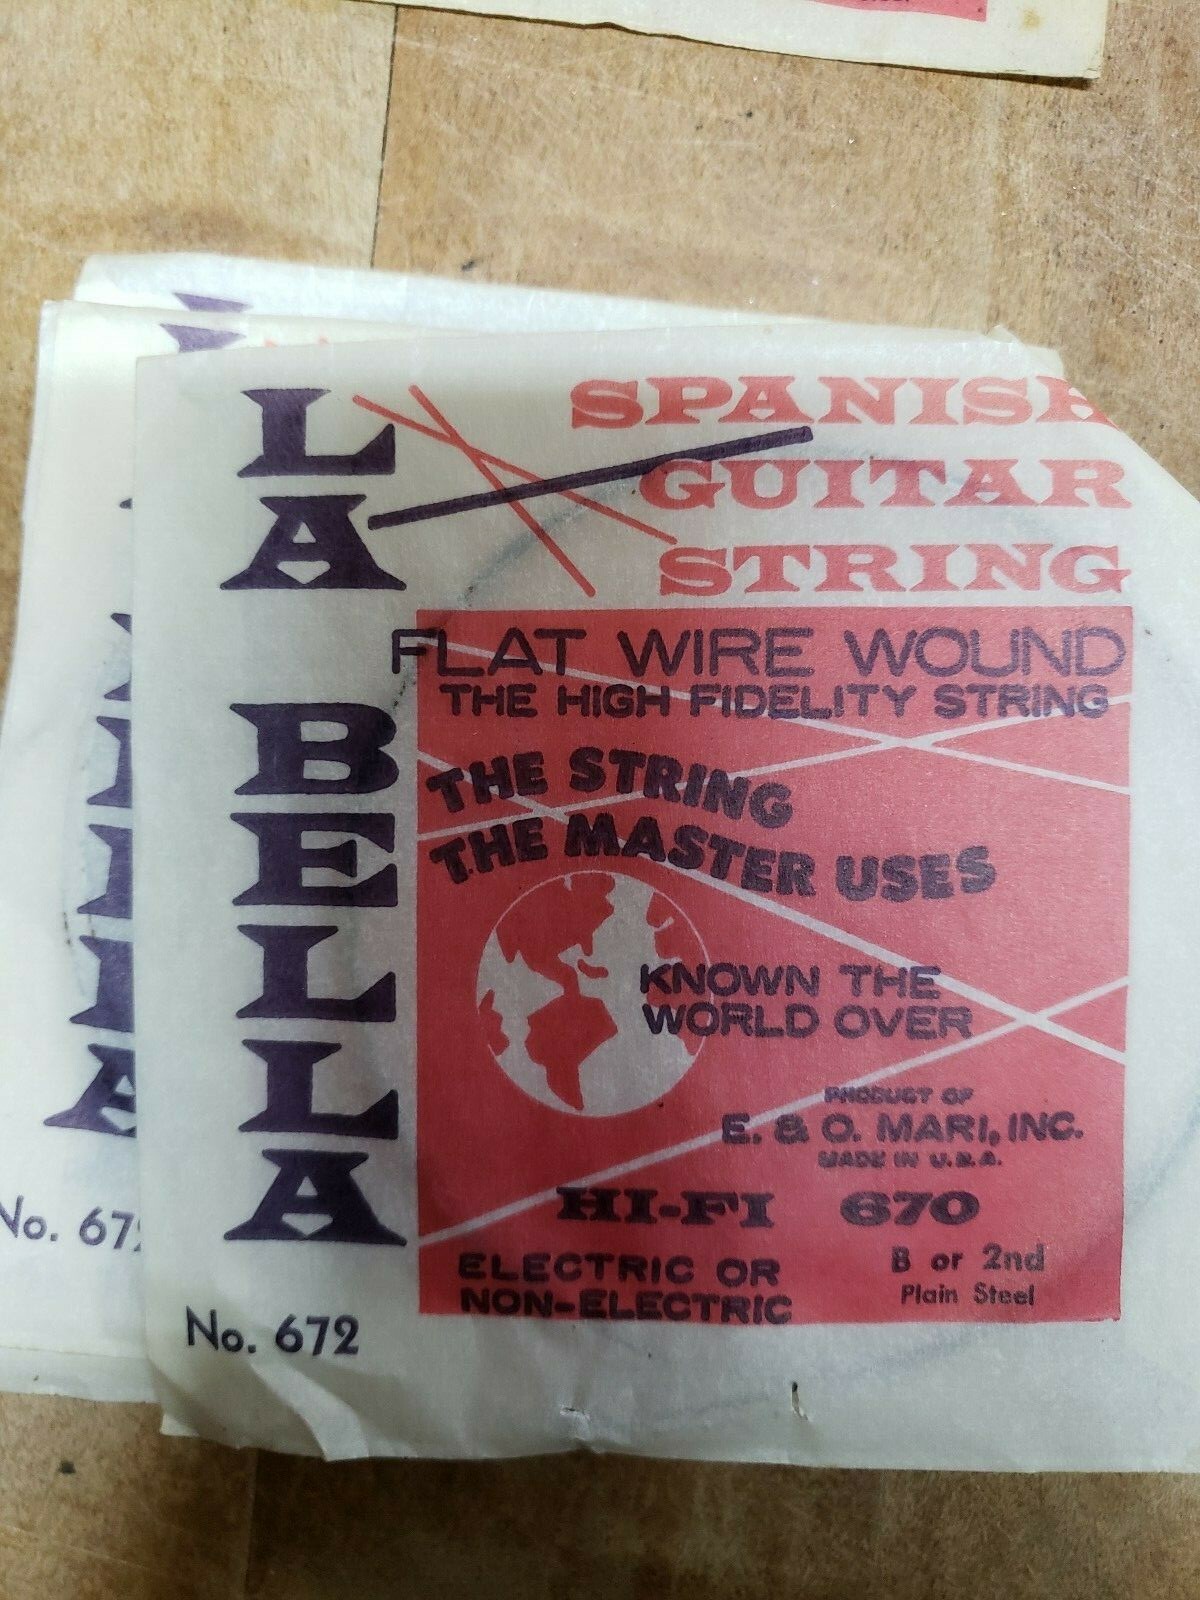 LA
BELLA
SPANISH
GUITAR
STRING
FLAT WIRE WOUND
THE HIGH FIDELITY STRING
THE STRING
THE MASTER USES
KNOWN THE
WORLD OVER
PRODUCT OF
E. & O. MARI, INC.
MADE IN U.S.A.
HI-FI 670
ELECTRIC OR
NON-ELECTRIC
B or 2nd
Plain Steel
No. 672
No. 672